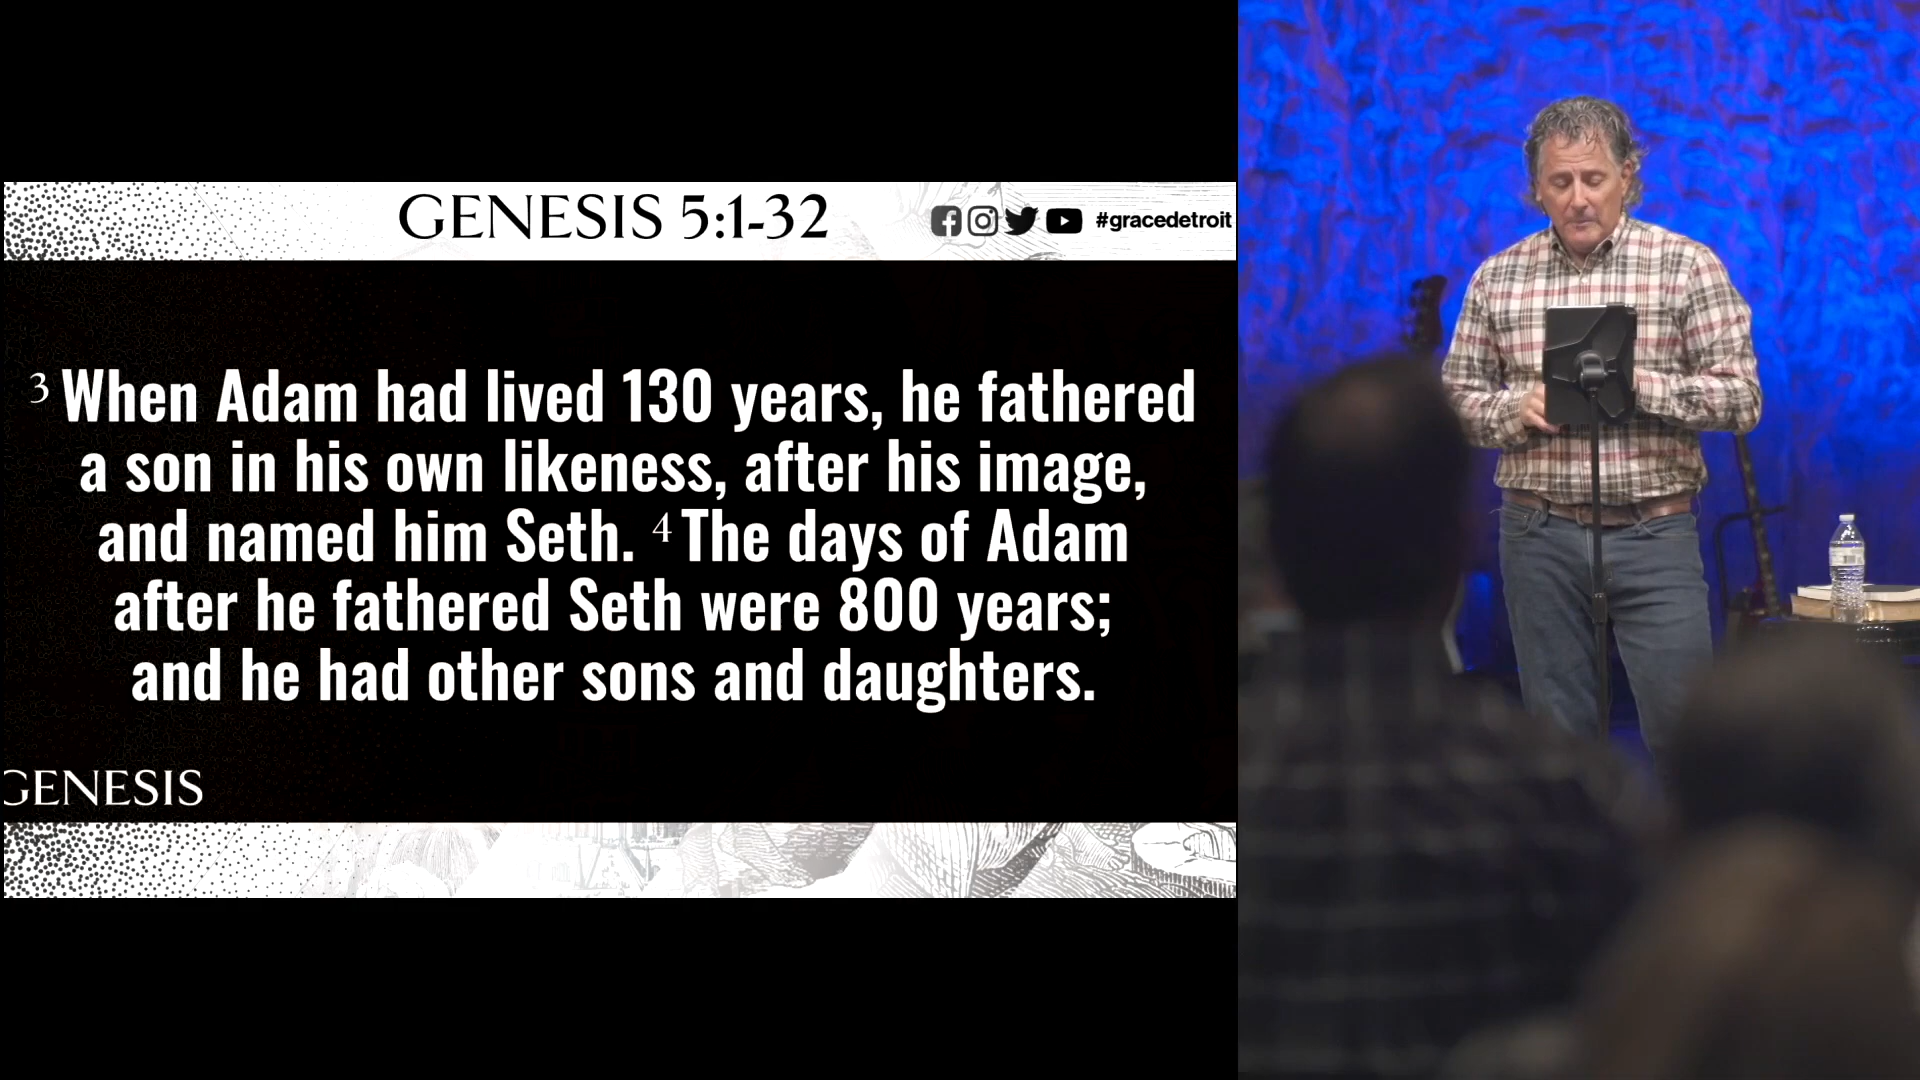 GENESIS 5:1-32
#gracedetroit
3 When Adam had lived 130 years, he fathered
a son in his own likeness, after his image,
and named him Seth. 4 The days of Adam
after he fathered Seth were 800 years;
and he had other sons and daughters.
GENESIS